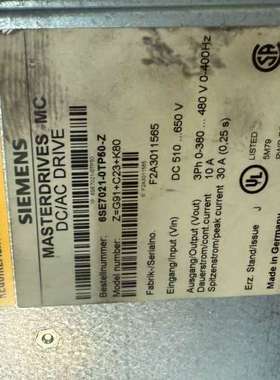 SIEMENS
MASTERDRIVES MC
DC/AC DRIVE
Bestellnummer: 6SE7021-0TP50-Z
Model number: Z=G91+C23+K80
Fabrik-/Serialno. F2A3011565
Eingang/Input (Vin) DC 510...650 V
Ausgang/Output (Vout) 3Ph 0-380...480 V 0-400Hz
Dauerstrom/cont.current 10 A
Spitzenstrom/peak current 30 A (0,25 s)
Erz. Stand/issue J
Made in Germany
LISTED
5M79